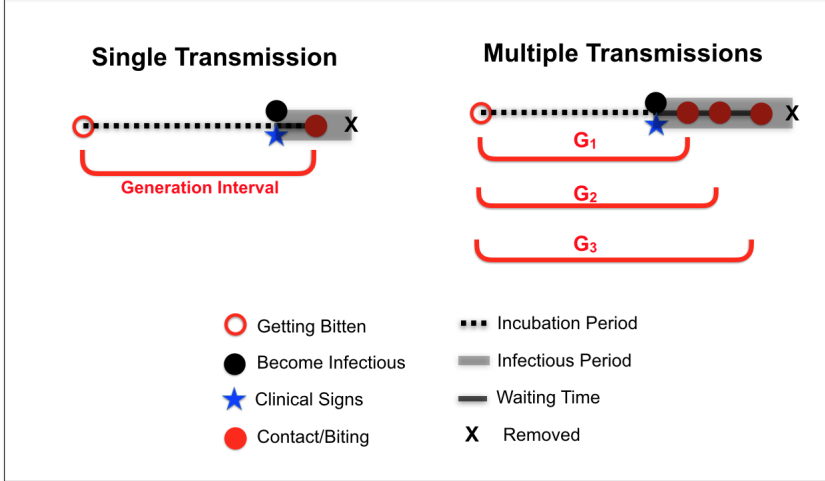 Single Transmission
Multiple Transmissions
X
X
Generation Interval
G1
G2
G3
Getting Bitten
Become Infectious
Clinical Signs
Contact/Biting
Incubation Period
Infectious Period
Waiting Time
X Removed